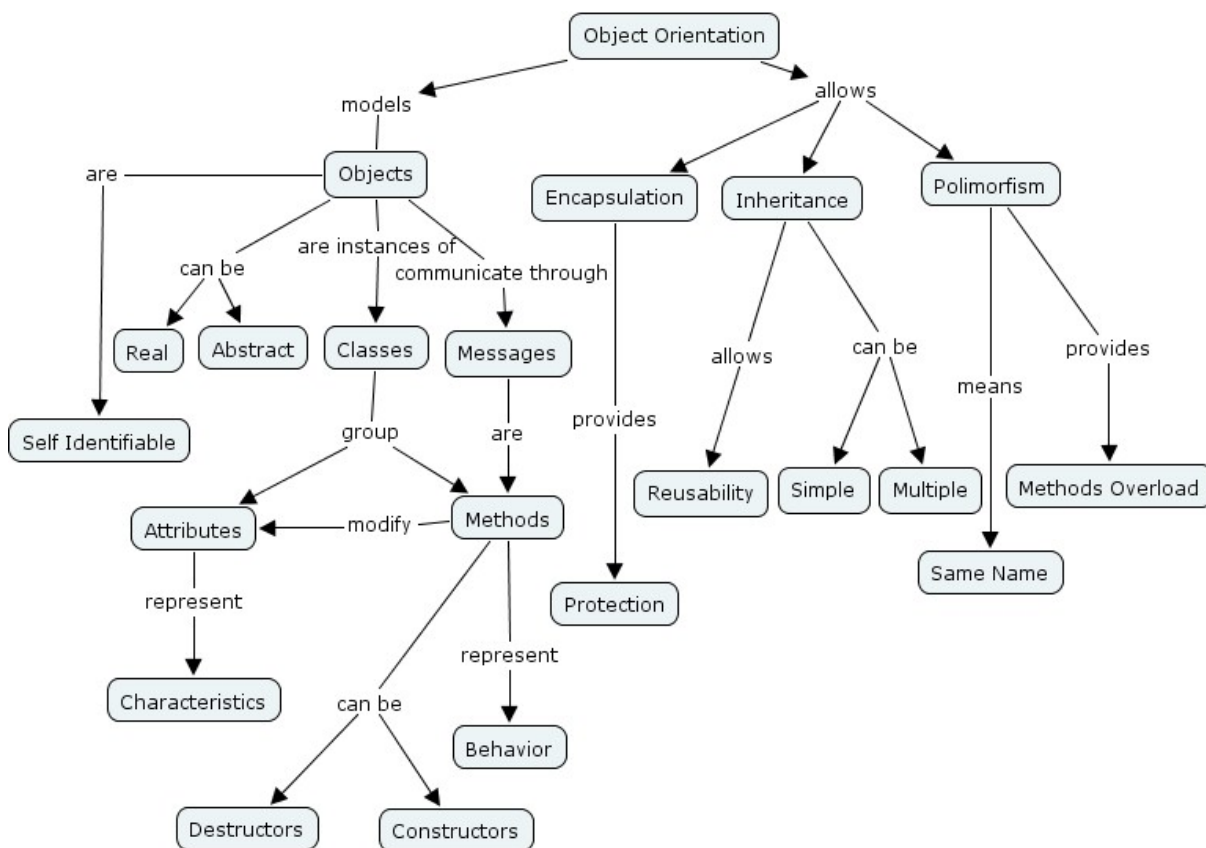 Object Orientation
allows
models
Objects
are
Encapsulation
Inheritance
Polimorfism
are instances of
can be
communicate through
Real
Abstract
Classes
Messages
allows
can be
provides
means
provides
Self Identifiable
group
are
Reusability
Simple
Multiple
Methods Overload
Attributes
modify
Methods
Same Name
represent
Protection
represent
Characteristics
can be
Behavior
Destructors
Constructors